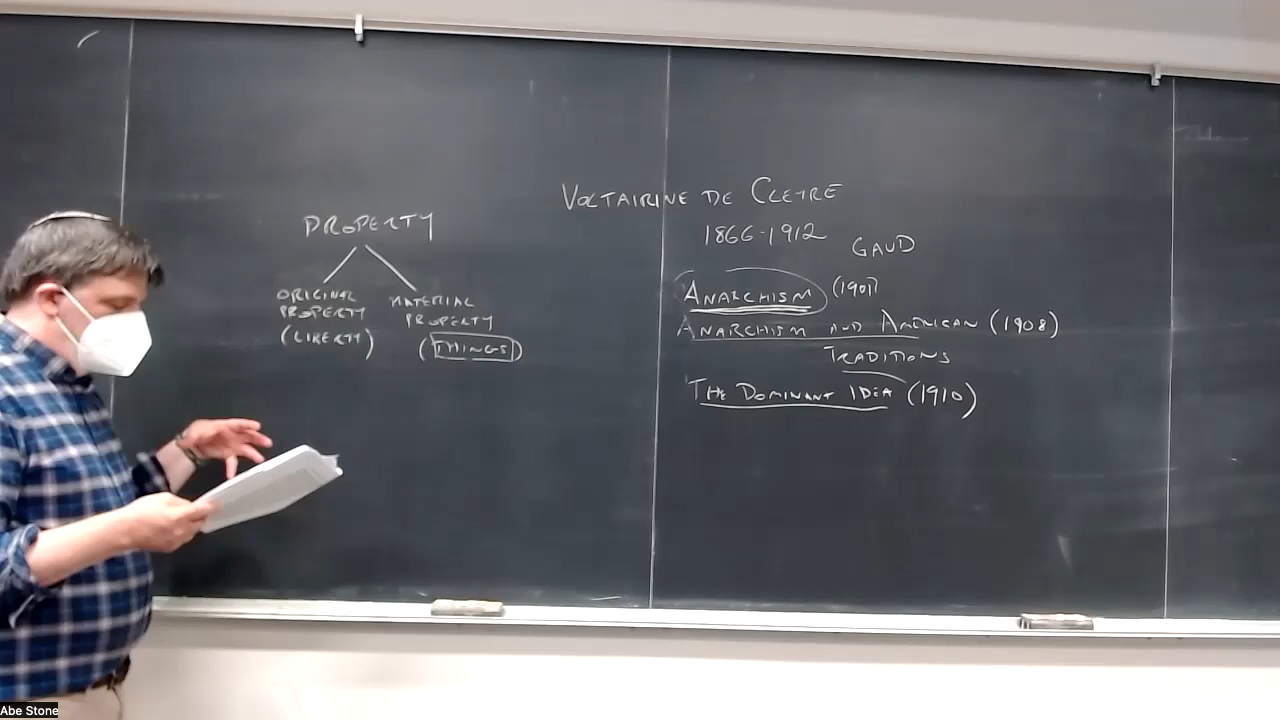 PROPERTY
ORIGINAL MATERIAL
PROPERTY PROPERTY
(LIBERTY) (THINGS)
VOLTAIRINE DE CLEYRE
1866-1912
GAUD
ANARCHISM (1901)
ANARCHISM AND AMERICAN (1908)
TRADITIONS
THE DOMINANT IDEA (1910)
Abe Stone